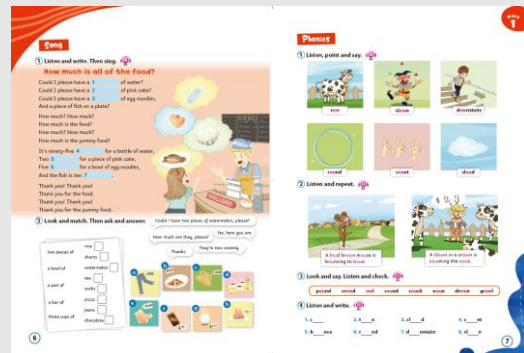 Song
1 Listen and write. Then sing.
How much is all of the food?
Could I please have a 1 of water?
Could I please have a 2 of pink cake?
Could I please have a 3 of egg noodles,
And a piece of fish on a plate?
How much? How much?
How much is the food?
How much? How much?
How much is the yummy food?
It's ninety-five 4 for a bottle of water,
Two 5 for a piece of pink cake,
Five 6 for a bowl of egg noodles,
And the fish is ten 7 .
Thank you! Thank you!
Thank you for the food.
Thank you! Thank you!
Thank you for the yummy food.
MENU
2 Look and match. Then ask and answer.
two pieces of
a bowl of
a pair of
a bar of
three cups of
rice
shorts
watermelon
tea
socks
pizza
jeans
chocolate
Could I have two pieces of watermelon, please?
Yes, here you are.
How much are they, please?
They're two seventy.
Thanks.
a
b
c
d
e
f
g
h
6
Unit
1
Phonics
1 Listen, point and say.
cow
clown
downstairs
round
count
cloud
2 Listen and repeat.
A loud brown mouse is
bouncing to town.
A clown in a crown is
counting the cows.
3 Look and say. Listen and check.
pound crowd owl sound couch noun drown growl
4 Listen and write.
1. c
2. t n
3. cl d
4. c nt
5. b nce
6. r nd
7. d nstairs
8. cl n
7